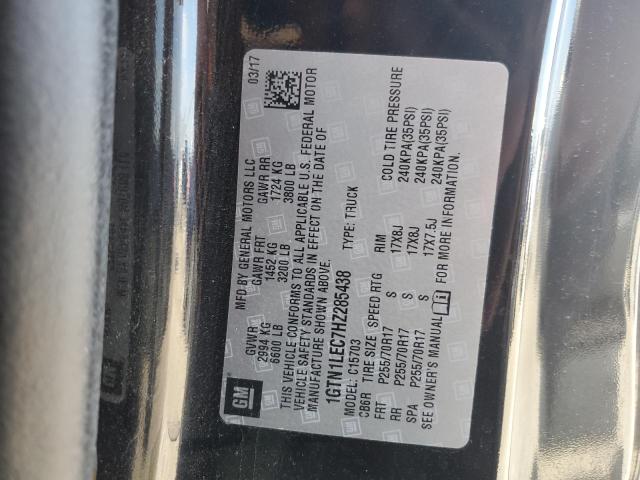 GM
MFD BY GENERAL MOTORS LLC
03/17
GVWR GAWR FRT GAWR RR
2994 KG 1452 KG 1724 KG
6600 LB 3200 LB 3800 LB
THIS VEHICLE CONFORMS TO ALL APPLICABLE U.S. FEDERAL MOTOR
VEHICLE SAFETY STANDARDS IN EFFECT ON THE DATE OF
MANUFACTURE SHOWN ABOVE.
1GTN1LEC7HZ285438 TYPE: TRUCK
MODEL: C15703
CB6R TIRE SIZE SPEED RTG RIM COLD TIRE PRESSURE
FRT P255/70R17 S 17X8J 240KPA(35PSI)
RR P255/70R17 S 17X8J 240KPA(35PSI)
SPA P255/70R17 S 17X7.5J 240KPA(35PSI)
SEE OWNER'S MANUAL FOR MORE INFORMATION.